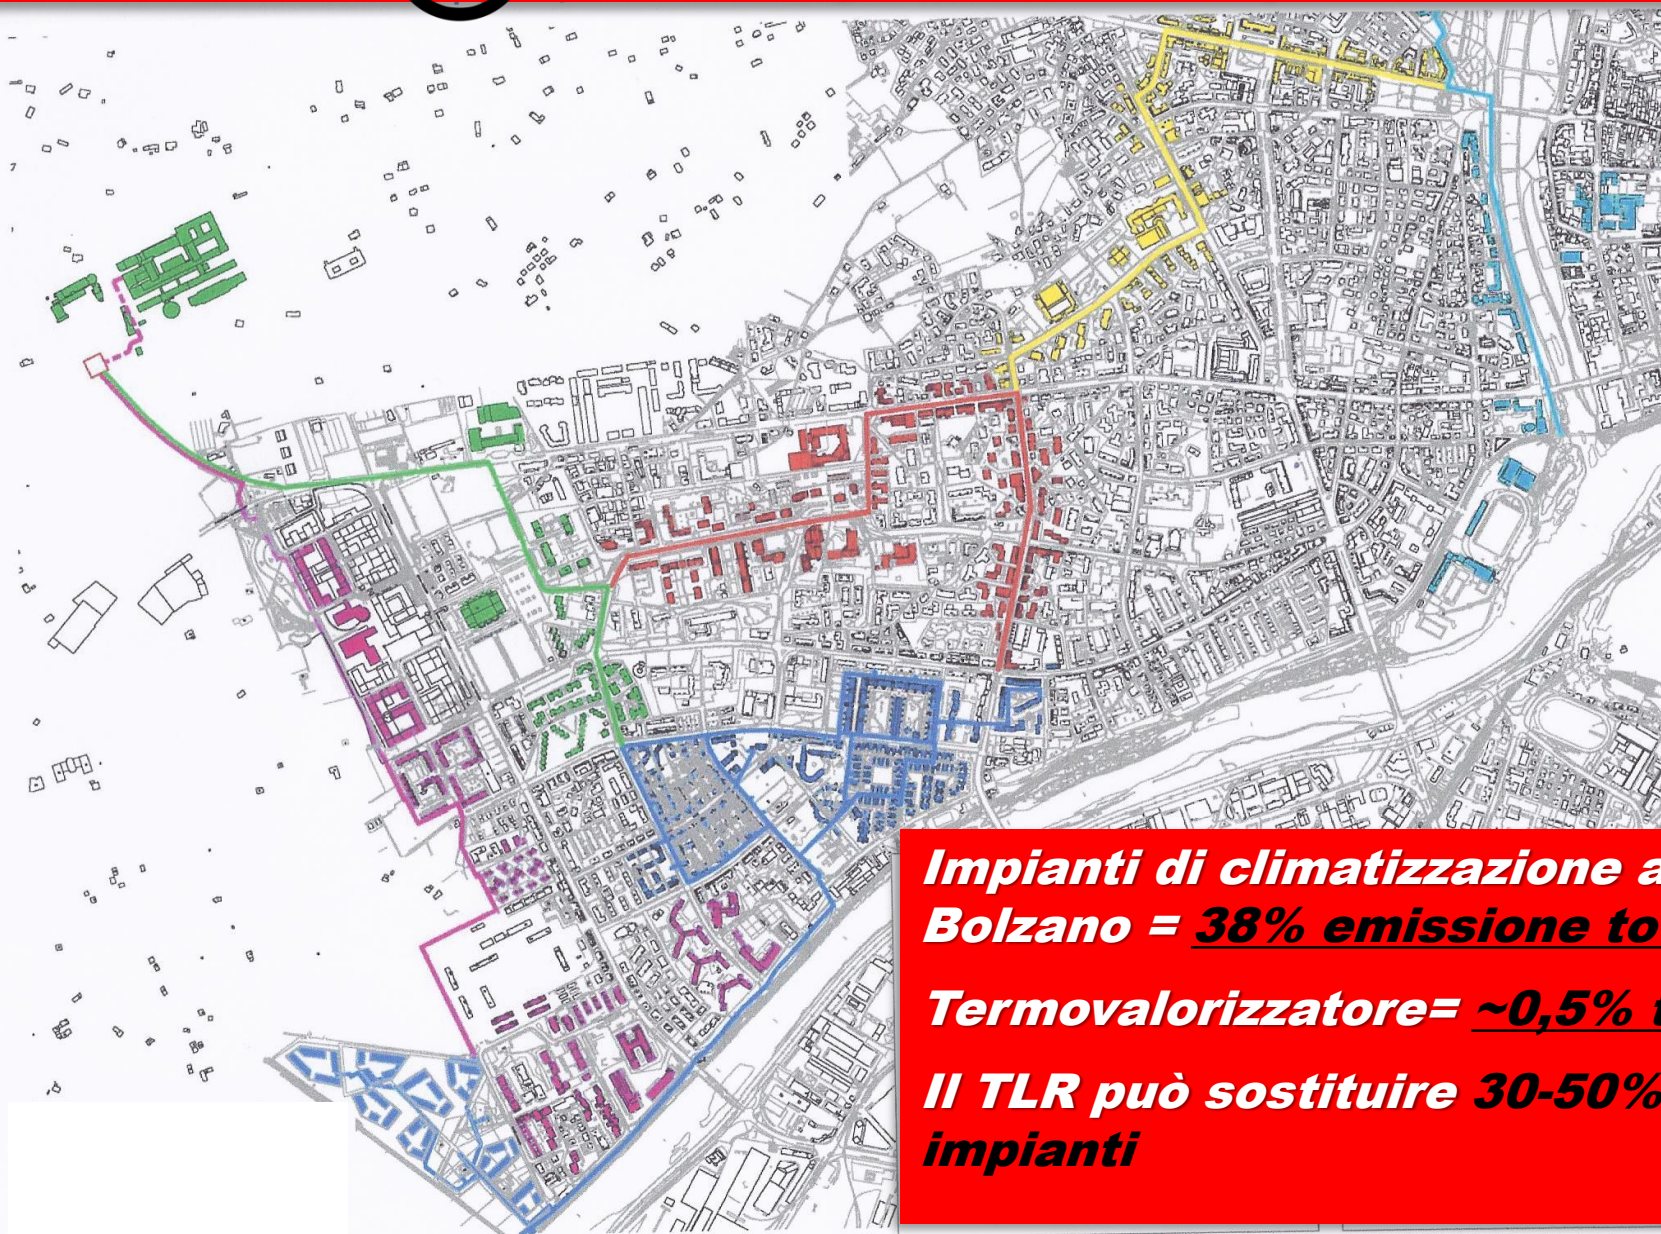 Impianti di climatizzazione a
Bolzano = 38% emissione to
Termovalorizzatore= ~0,5% t
Il TLR può sostituire 30-50%
impianti